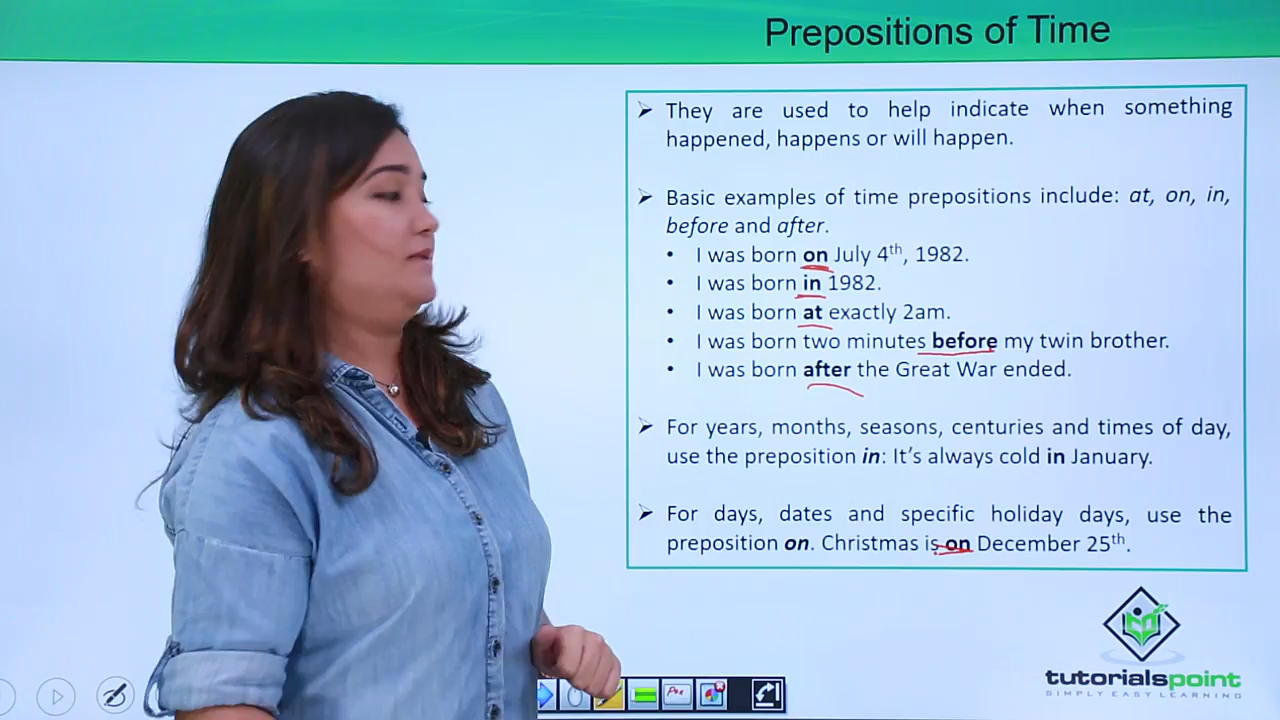 Prepositions of Time
➢ They are used to help indicate when something
happened, happens or will happen.
➢ Basic examples of time prepositions include: at, on, in,
before and after.
• I was born on July 4th, 1982.
• I was born in 1982.
• I was born at exactly 2am.
• I was born two minutes before my twin brother.
• I was born after the Great War ended.
➢ For years, months, seasons, centuries and times of day,
use the preposition in: It’s always cold in January.
➢ For days, dates and specific holiday days, use the
preposition on. Christmas is on December 25th.
tutorialspoint
SIMPLY EASY LEARNING
Pen